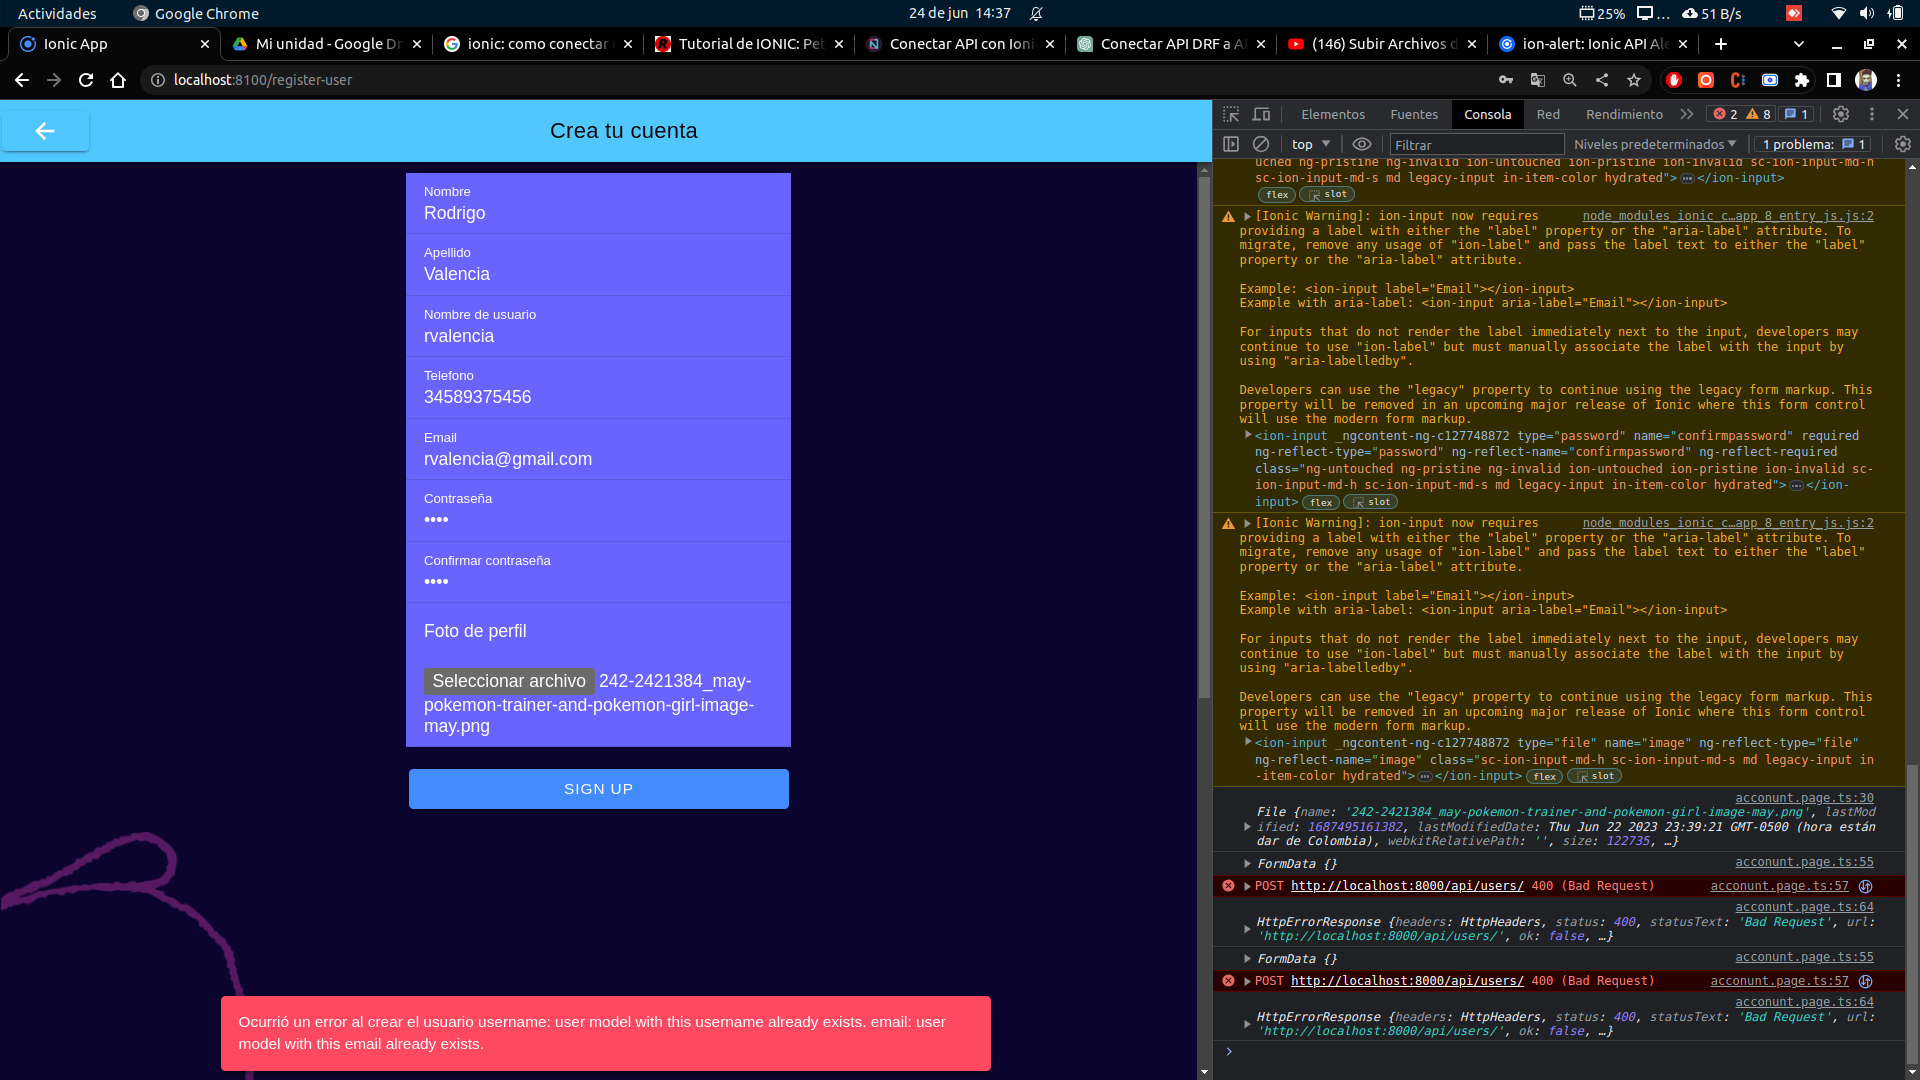 Actividades
Google Chrome
24 de jun 14:37
25%
...
51 B/s
Ionic App
Mi unidad - Google Dr
ionic: como conectar
Tutorial de IONIC: Pet
Conectar API con Ioni
Conectar API DRF a A
(146) Subir Archivos d
ion-alert: Ionic API Ale
localhost:8100/register-user
Crea tu cuenta
Nombre
Rodrigo
Apellido
Valencia
Nombre de usuario
rvalencia
Telefono
34589375456
Email
rvalencia@gmail.com
Contraseña
••••
Confirmar contraseña
••••
Foto de perfil
Seleccionar archivo 242-2421384_may-
pokemon-trainer-and-pokemon-girl-image-
may.png
SIGN UP
Ocurrió un error al crear el usuario username: user model with this username already exists. email: user
model with this email already exists.
Elementos Fuentes Consola Red Rendimiento 2 8 1
top Filtrar Niveles predeterminados 1 problema: 1
uched ng-pristine ng-invalid ion-untouched ion-pristine ion-invalid sc-ion-input-md-h
sc-ion-input-md-s md legacy-input in-item-color hydrated">…</ion-input>
flex slot
[Ionic Warning]: ion-input now requires node_modules_ionic_c…app_8_entry_js.js:2
providing a label with either the "label" property or the "aria-label" attribute. To
migrate, remove any usage of "ion-label" and pass the label text to either the "label"
property or the "aria-label" attribute.
Example: <ion-input label="Email"></ion-input>
Example with aria-label: <ion-input aria-label="Email"></ion-input>
For inputs that do not render the label immediately next to the input, developers may
continue to use "ion-label" but must manually associate the label with the input by
using "aria-labelledby".
Developers can use the "legacy" property to continue using the legacy form markup. This
property will be removed in an upcoming major release of Ionic where this form control
will use the modern form markup.
<ion-input _ngcontent-ng-c127748872 type="password" name="confirmpassword" required
ng-reflect-type="password" ng-reflect-name="confirmpassword" ng-reflect-required
class="ng-untouched ng-pristine ng-invalid ion-untouched ion-pristine ion-invalid sc-
ion-input-md-h sc-ion-input-md-s md legacy-input in-item-color hydrated">…</ion-
input> flex slot
[Ionic Warning]: ion-input now requires node_modules_ionic_c…app_8_entry_js.js:2
providing a label with either the "label" property or the "aria-label" attribute. To
migrate, remove any usage of "ion-label" and pass the label text to either the "label"
property or the "aria-label" attribute.
Example: <ion-input label="Email"></ion-input>
Example with aria-label: <ion-input aria-label="Email"></ion-input>
For inputs that do not render the label immediately next to the input, developers may
continue to use "ion-label" but must manually associate the label with the input by
using "aria-labelledby".
Developers can use the "legacy" property to continue using the legacy form markup. This
property will be removed in an upcoming major release of Ionic where this form control
will use the modern form markup.
<ion-input _ngcontent-ng-c127748872 type="file" name="image" ng-reflect-type="file"
ng-reflect-name="image" class="sc-ion-input-md-h sc-ion-input-md-s md legacy-input in
-item-color hydrated">…</ion-input> flex slot
acconunt.page.ts:30
File {name: '242-2421384_may-pokemon-trainer-and-pokemon-girl-image-may.png', lastMod
ified: 1687495161382, lastModifiedDate: Thu Jun 22 2023 23:39:21 GMT-0500 (hora están
dar de Colombia), webkitRelativePath: '', size: 122735, …}
FormData {} acconunt.page.ts:55
POST http://localhost:8000/api/users/ 400 (Bad Request) acconunt.page.ts:57
acconunt.page.ts:64
HttpErrorResponse {headers: HttpHeaders, status: 400, statusText: 'Bad Request', url:
'http://localhost:8000/api/users/', ok: false, …}
FormData {} acconunt.page.ts:55
POST http://localhost:8000/api/users/ 400 (Bad Request) acconunt.page.ts:57
acconunt.page.ts:64
HttpErrorResponse {headers: HttpHeaders, status: 400, statusText: 'Bad Request', url:
'http://localhost:8000/api/users/', ok: false, …}